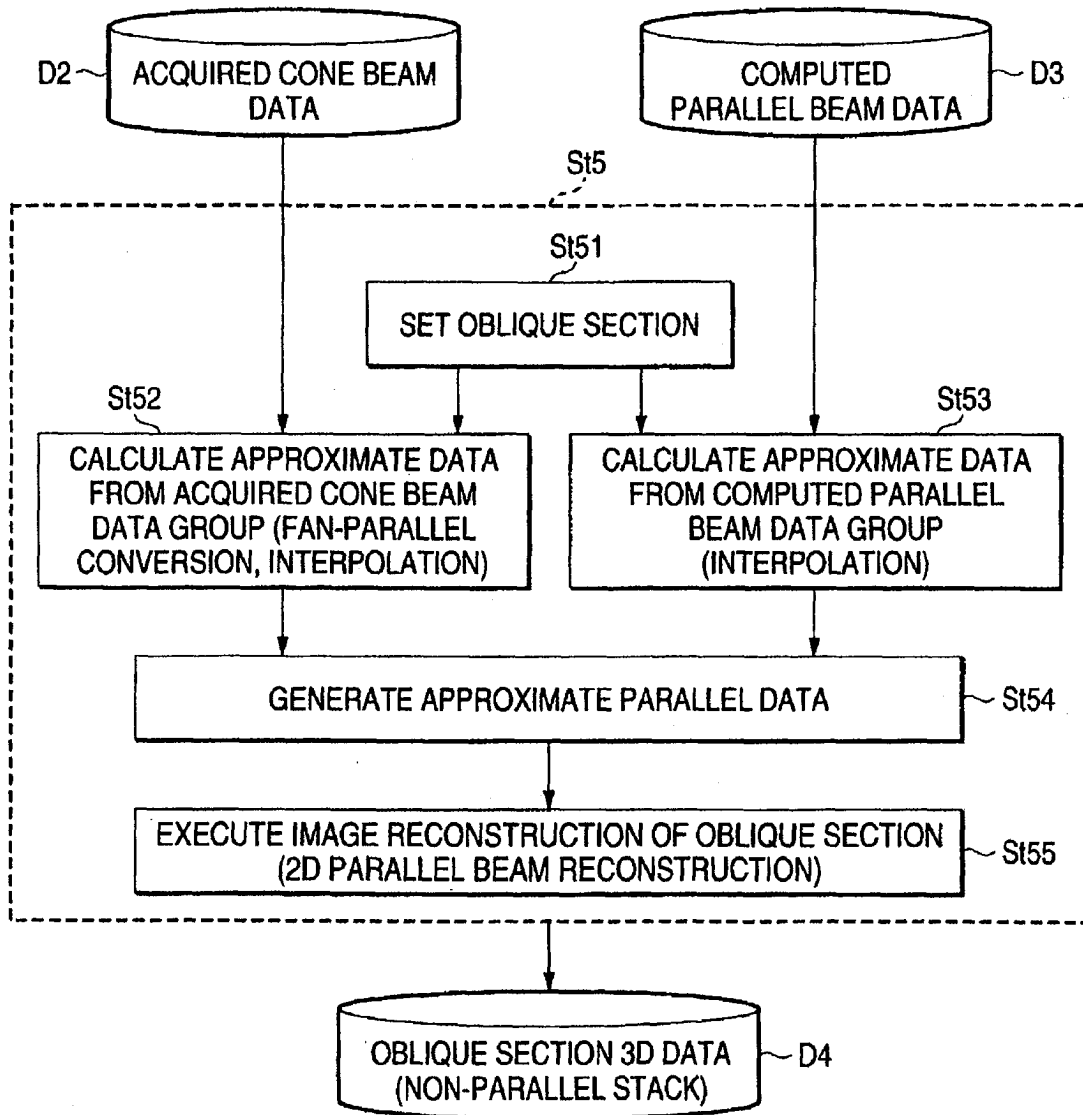 D2
ACQUIRED CONE BEAM
DATA
COMPUTED
PARALLEL BEAM DATA
D3
St5
St51
SET OBLIQUE SECTION
St52
CALCULATE APPROXIMATE DATA
FROM ACQUIRED CONE BEAM
DATA GROUP (FAN-PARALLEL
CONVERSION, INTERPOLATION)
St53
CALCULATE APPROXIMATE DATA
FROM COMPUTED PARALLEL
BEAM DATA GROUP
(INTERPOLATION)
GENERATE APPROXIMATE PARALLEL DATA
St54
EXECUTE IMAGE RECONSTRUCTION OF OBLIQUE SECTION
(2D PARALLEL BEAM RECONSTRUCTION)
St55
OBLIQUE SECTION 3D DATA
(NON-PARALLEL STACK)
D4